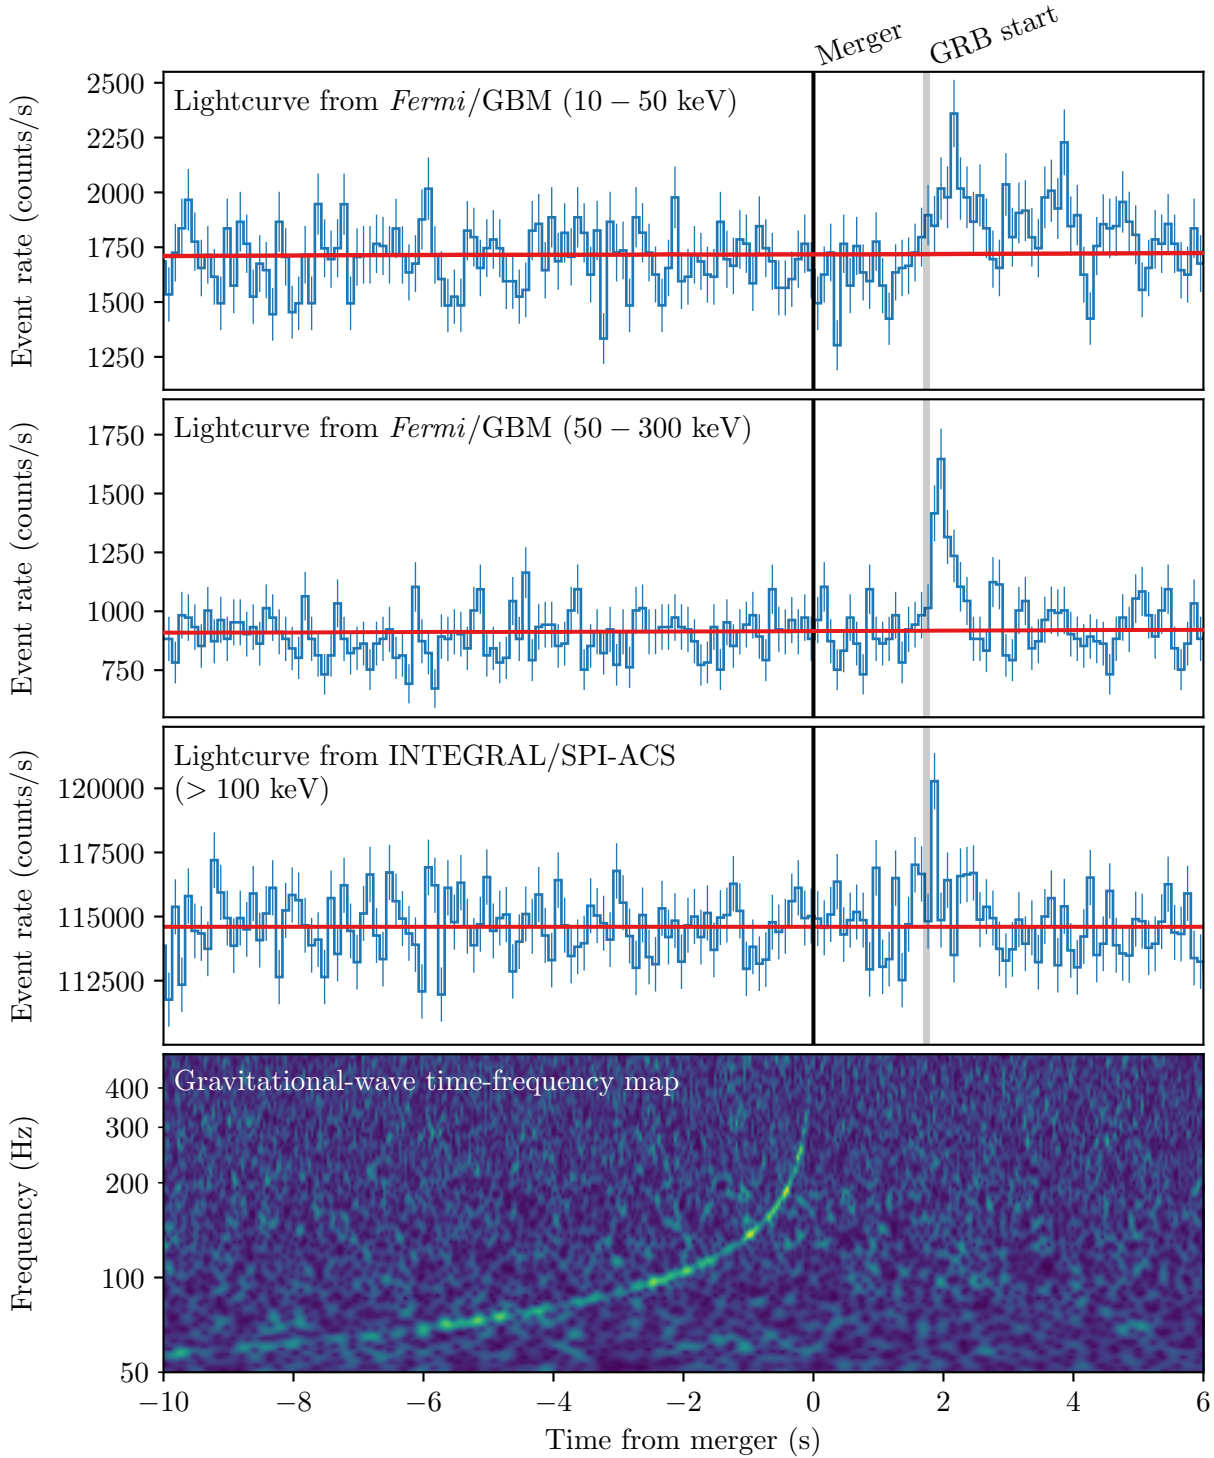 Merger
GRB start
Lightcurve from Fermi/GBM (10 − 50 keV)
Event rate (counts/s)
2500
2250
2000
1750
1500
1250
Lightcurve from Fermi/GBM (50 − 300 keV)
Event rate (counts/s)
1750
1500
1250
1000
750
Lightcurve from INTEGRAL/SPI-ACS
(> 100 keV)
Event rate (counts/s)
120000
117500
115000
112500
Gravitational-wave time-frequency map
Frequency (Hz)
400
300
200
100
50
−10 −8 −6 −4 −2 0 2 4 6
Time from merger (s)